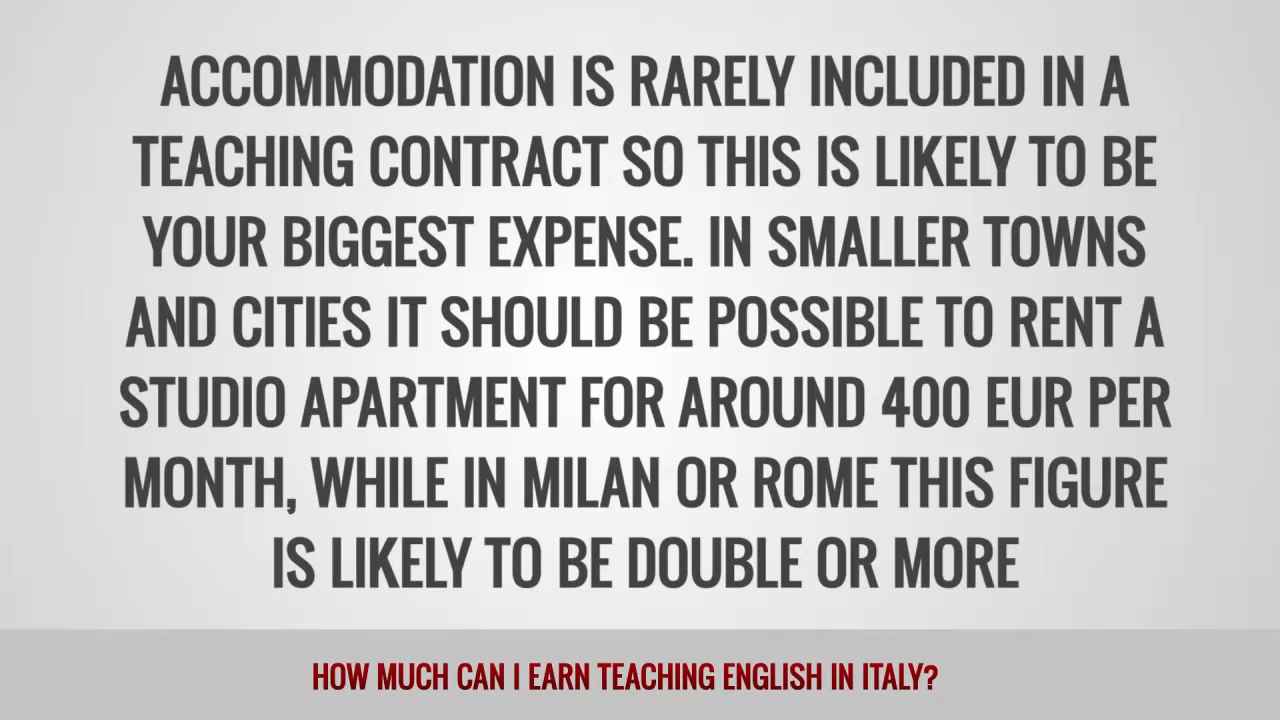 ACCOMMODATION IS RARELY INCLUDED IN A
TEACHING CONTRACT SO THIS IS LIKELY TO BE
YOUR BIGGEST EXPENSE. IN SMALLER TOWNS
AND CITIES IT SHOULD BE POSSIBLE TO RENT A
STUDIO APARTMENT FOR AROUND 400 EUR PER
MONTH, WHILE IN MILAN OR ROME THIS FIGURE
IS LIKELY TO BE DOUBLE OR MORE
HOW MUCH CAN I EARN TEACHING ENGLISH IN ITALY?